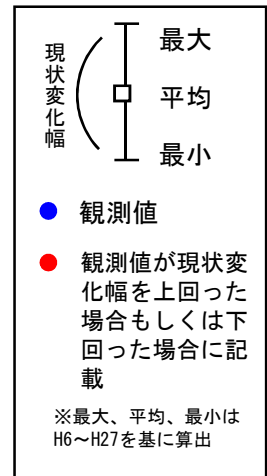 最大
現状変化幅
平均
最小
観測値
観測値が現状変
化幅を上回った
場合もしくは下
回った場合に記
載
※最大、平均、最小は
H6～H27を基に算出